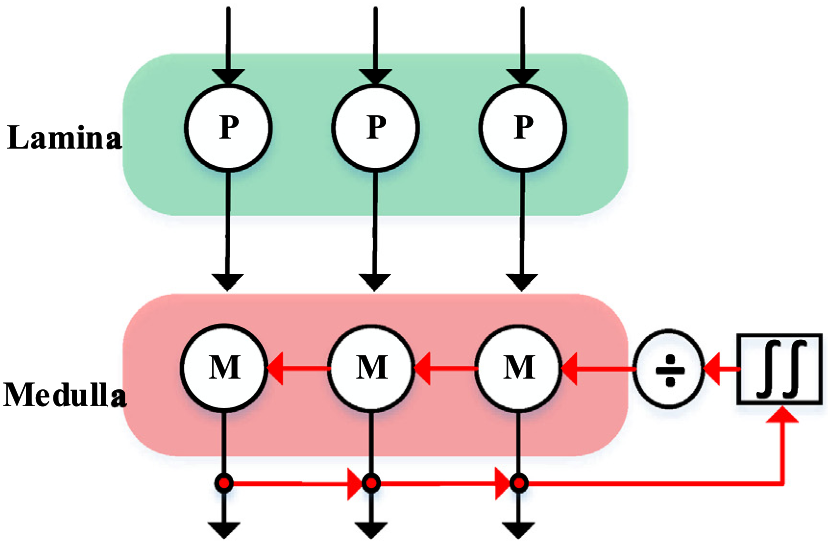 P P P
Lamina
M M M ÷ ∫∫
Medulla